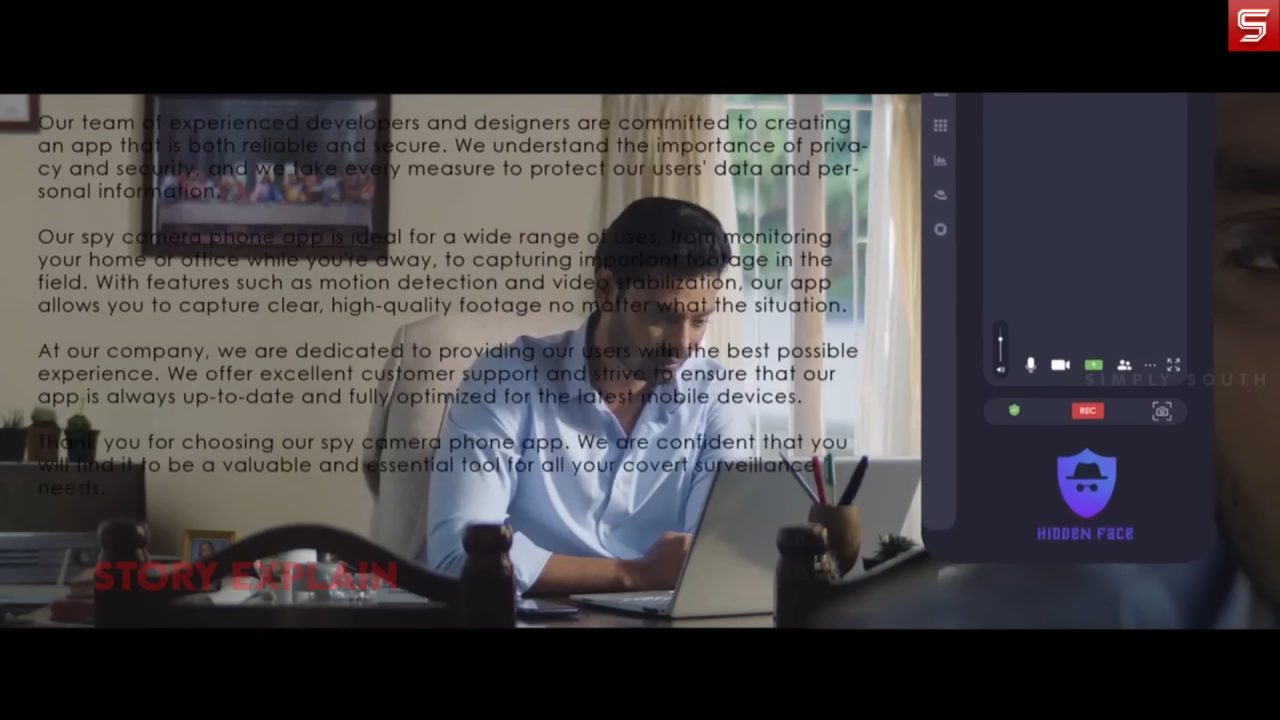 Our team of experienced developers and designers are committed to creating
an app that is both reliable and secure. We understand the importance of priva-
cy and security, and we take every measure to protect our users' data and per-
sonal information.
Our spy camera phone app is ideal for a wide range of uses, from monitoring
your home or office while you're away, to capturing important footage in the
field. With features such as motion detection and video stabilization, our app
allows you to capture clear, high-quality footage no matter what the situation.
At our company, we are dedicated to providing our users with the best possible
experience. We offer excellent customer support and strive to ensure that our
app is always up-to-date and fully optimized for the latest mobile devices.
Thank you for choosing our spy camera phone app. We are confident that you
will find it to be a valuable and essential tool for all your covert surveillance
needs.
SIMPLY SOUTH
REC
HIDDEN FACE
STORY EXPLAIN